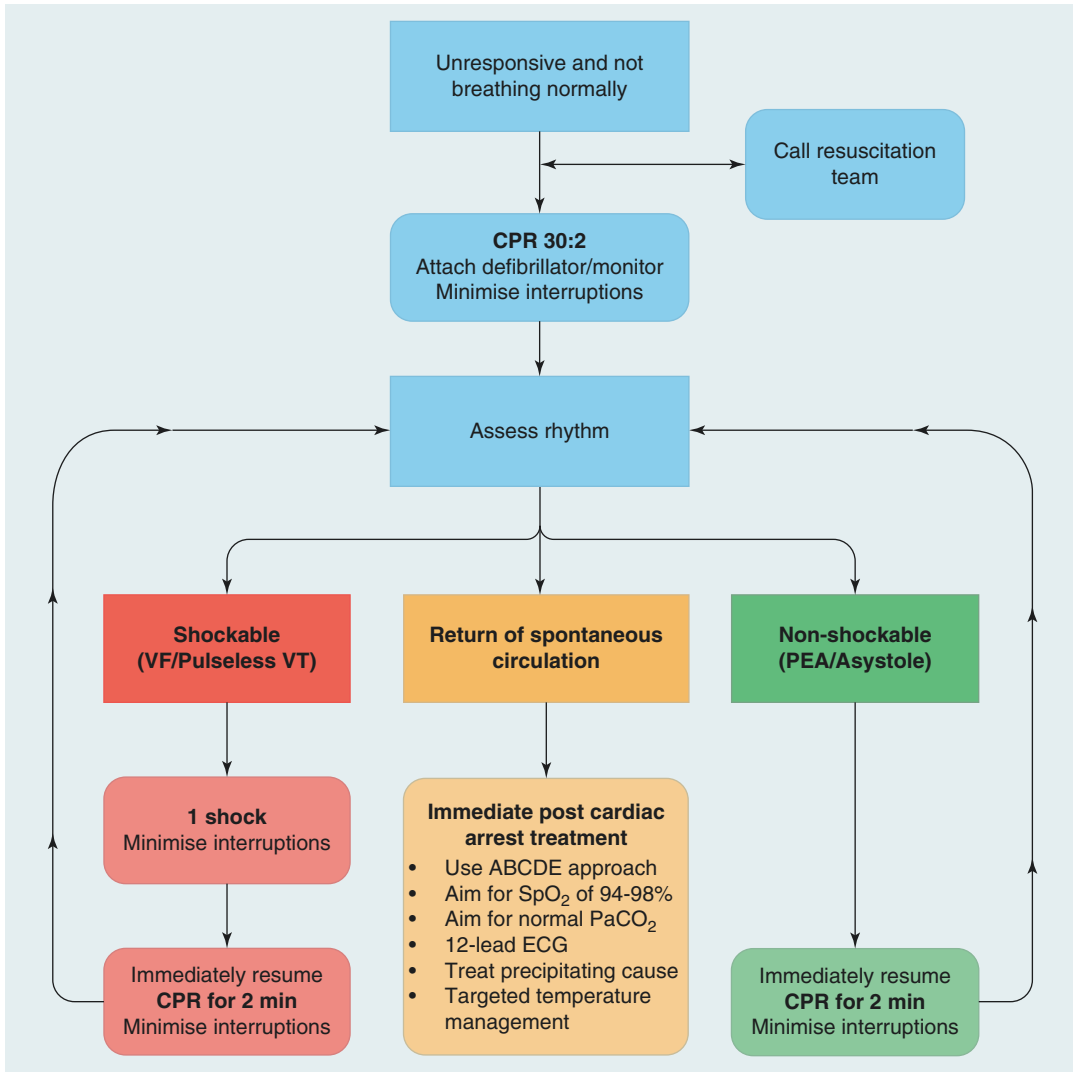 Unresponsive and not
breathing normally
Call resuscitation
team
CPR 30:2
Attach defibrillator/monitor
Minimise interruptions
Assess rhythm
Shockable
(VF/Pulseless VT)
Return of spontaneous
circulation
Non-shockable
(PEA/Asystole)
1 shock
Minimise interruptions
Immediately resume
CPR for 2 min
Minimise interruptions
Immediate post cardiac
arrest treatment
• Use ABCDE approach
• Aim for SpO₂ of 94-98%
• Aim for normal PaCO₂
• 12-lead ECG
• Treat precipitating cause
• Targeted temperature
management
Immediately resume
CPR for 2 min
Minimise interruptions